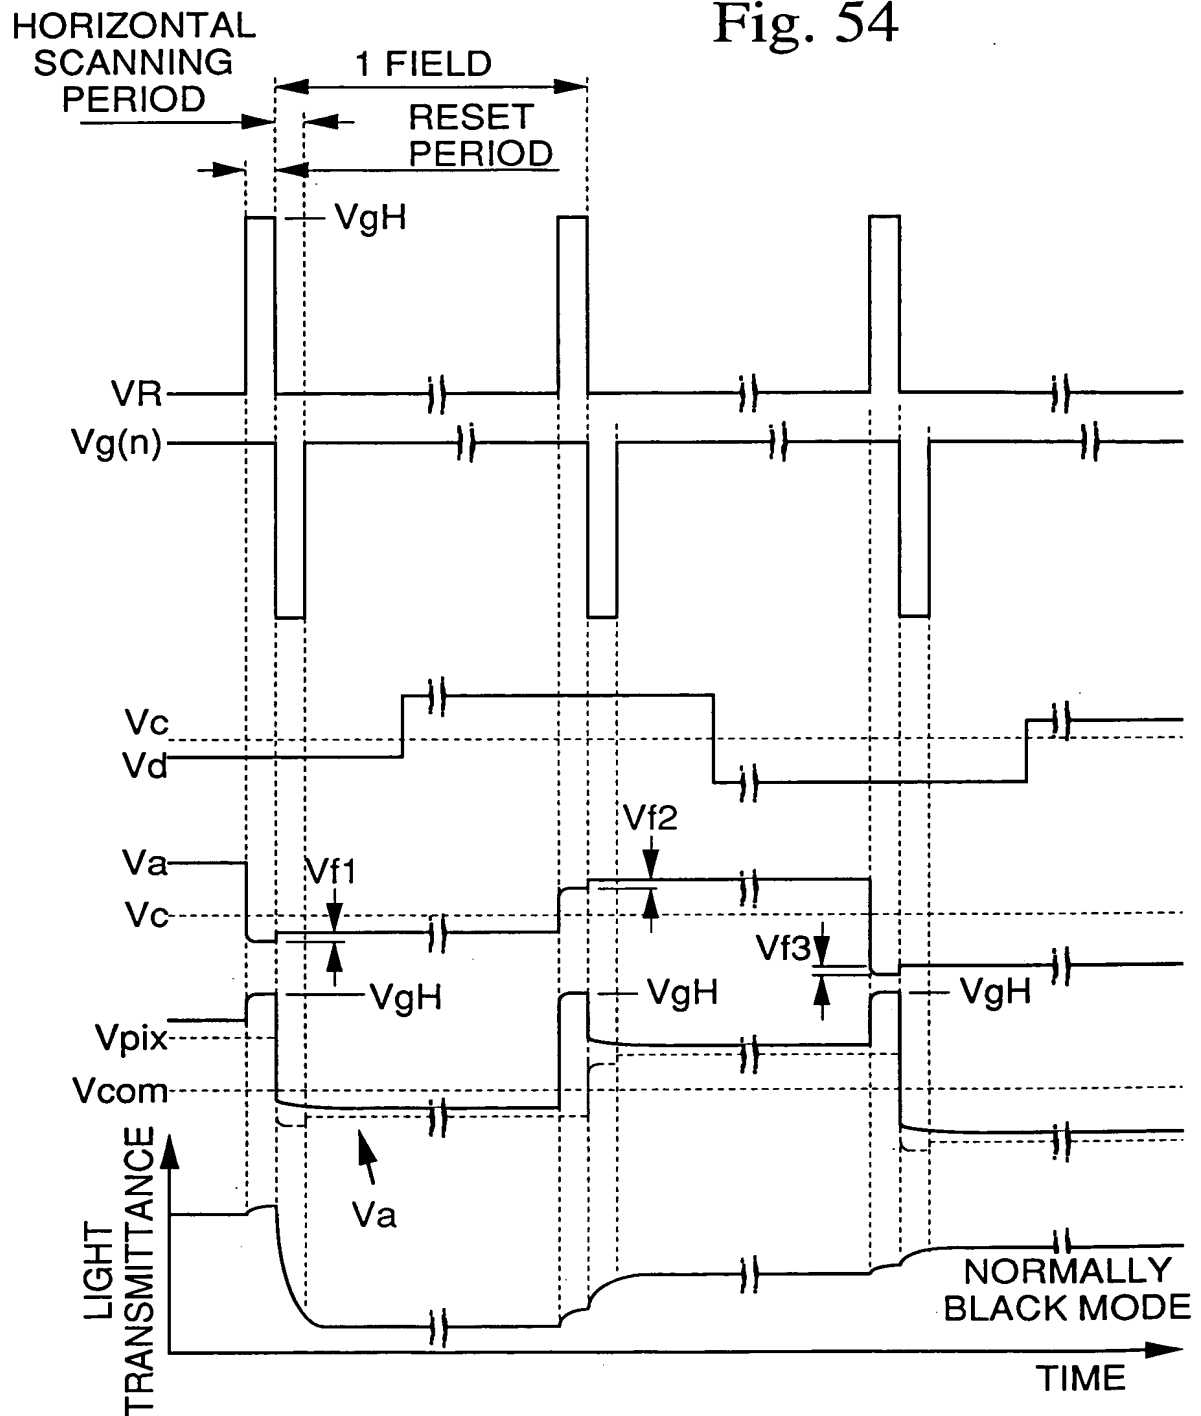 Fig. 54
HORIZONTAL
SCANNING
PERIOD
1 FIELD
RESET
PERIOD
VgH
VR
Vg(n)
Vc
Vd
Vf2
Va
Vf1
Vc
Vf3
VgH
VgH
VgH
Vpix
Vcom
Va
LIGHT
TRANSMITTANCE
NORMALLY
BLACK MODE
TIME